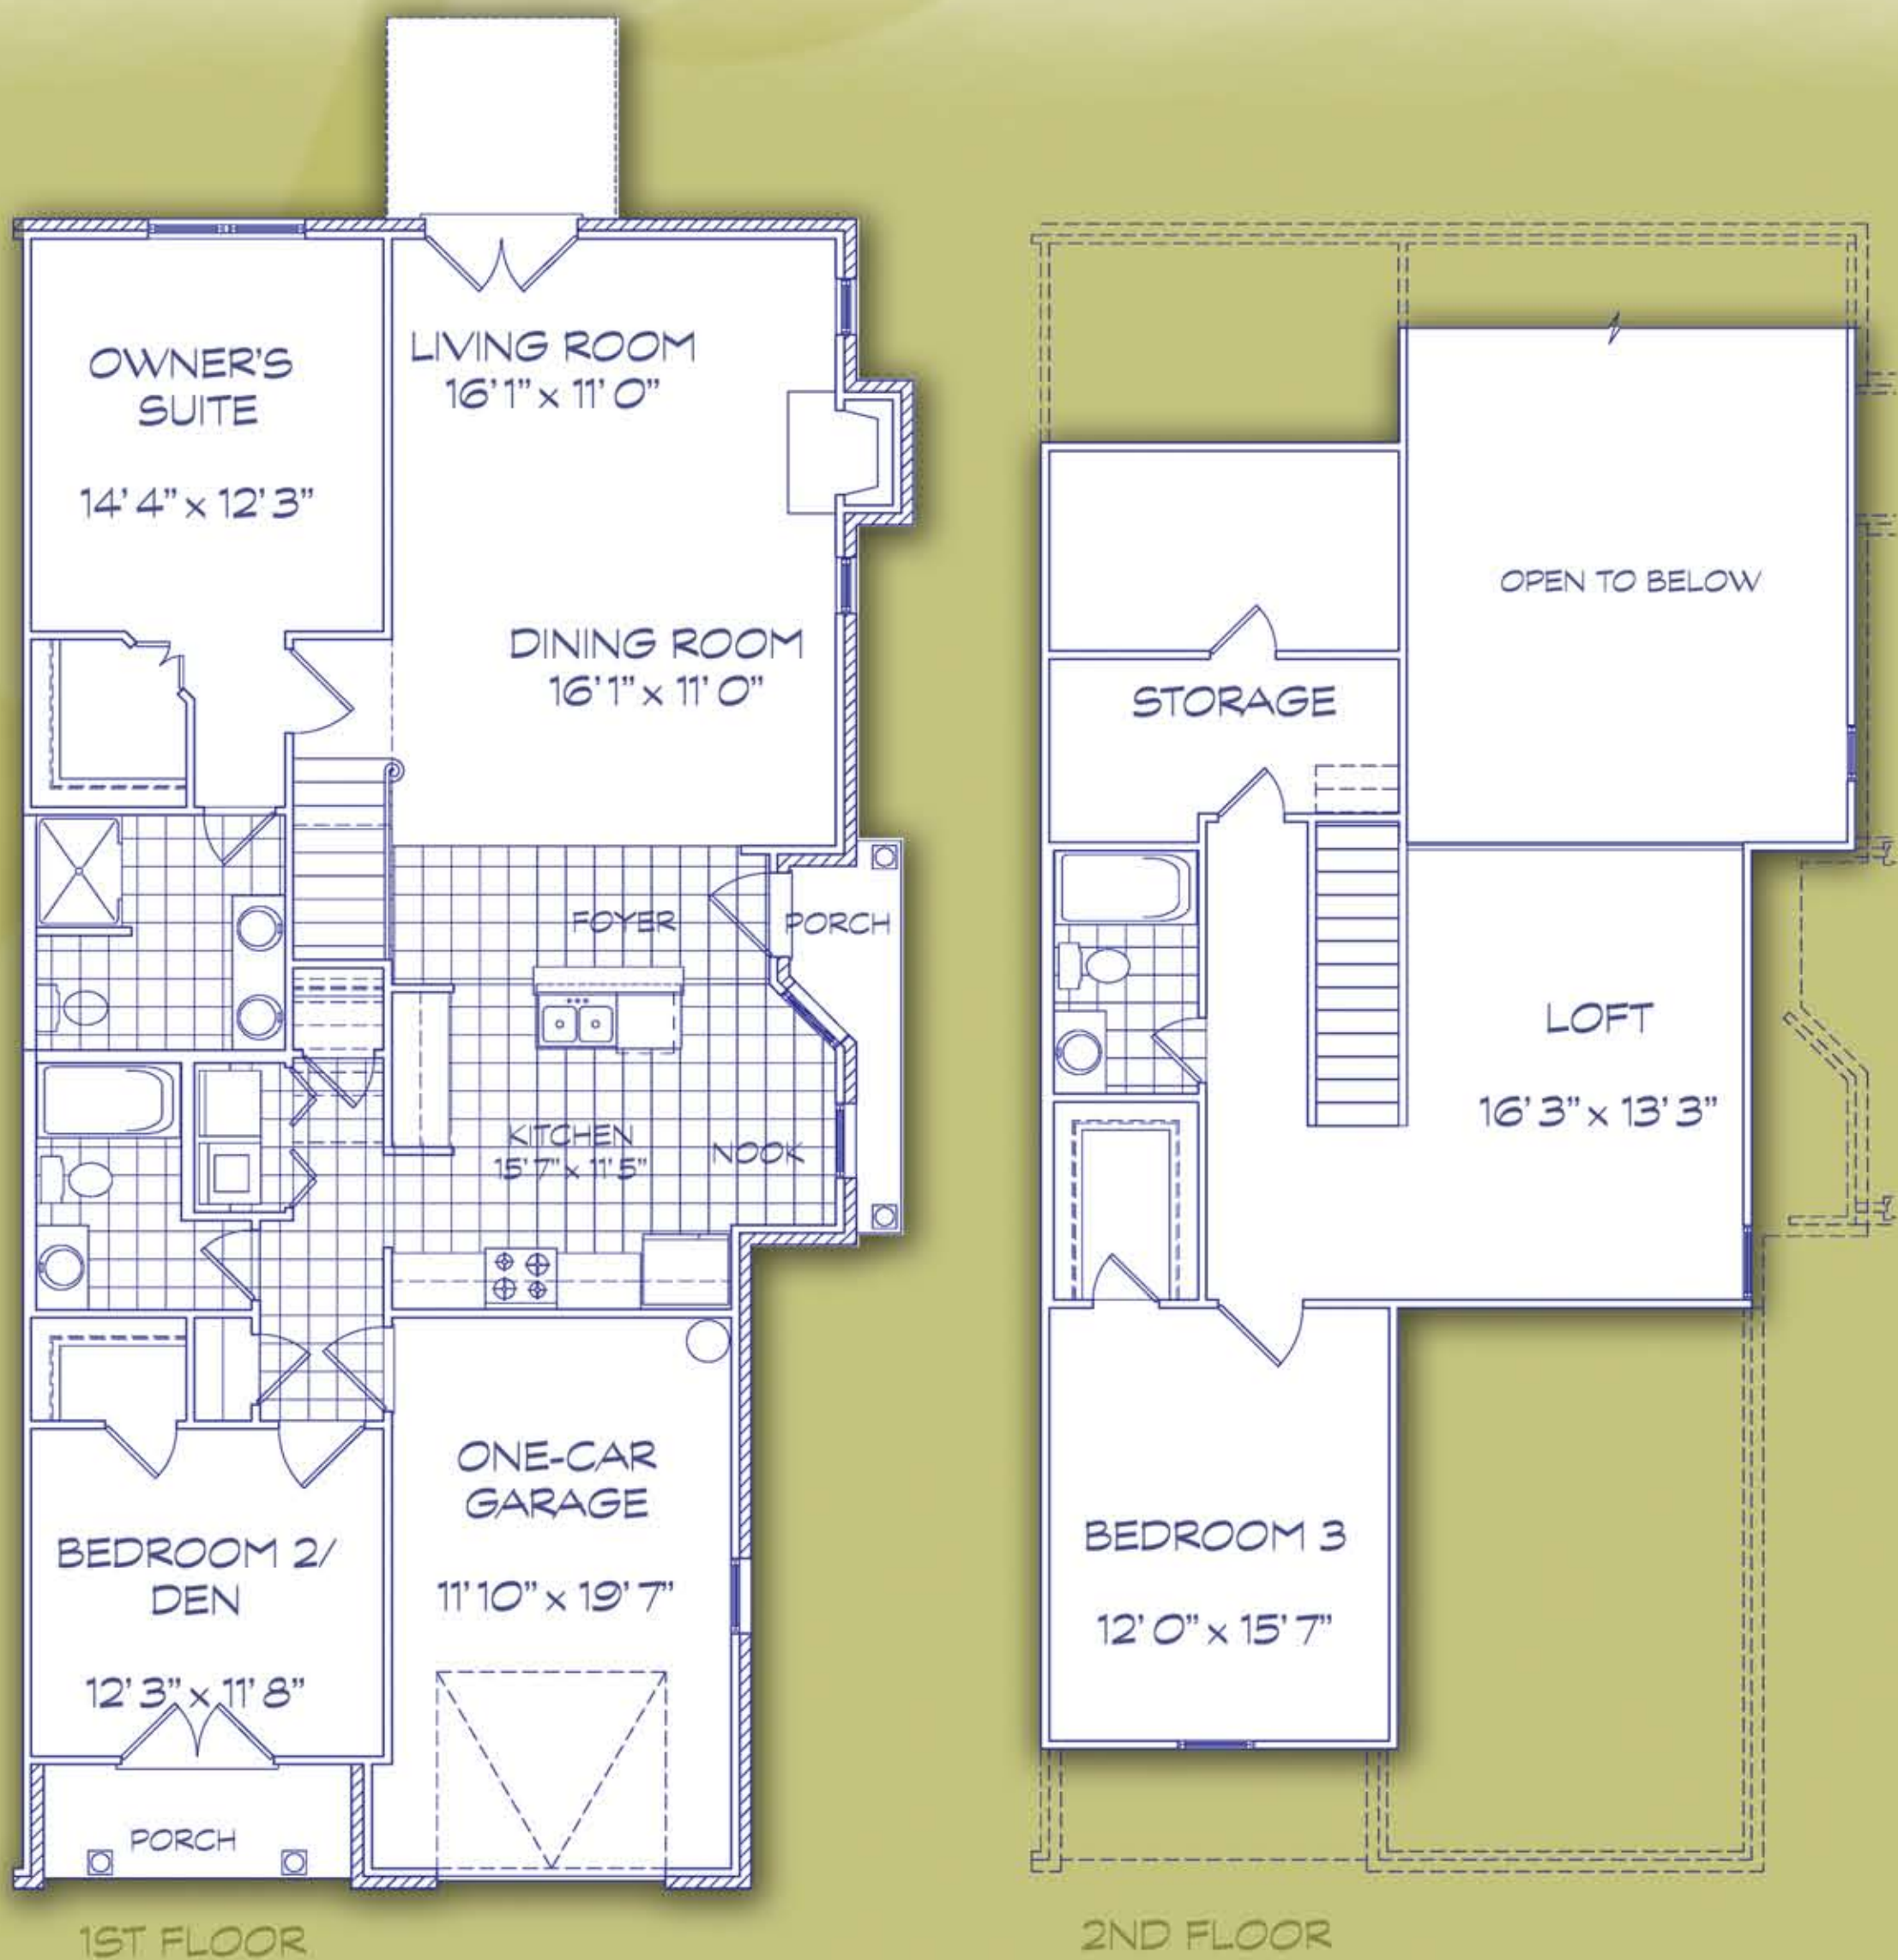 OWNER'S
SUITE
14' 4" x 12' 3"
LIVING ROOM
16' 1" x 11' 0"
DINING ROOM
16' 1" x 11' 0"
FOYER
PORCH
KITCHEN
15' 7" x 11' 5"
NOOK
ONE-CAR
GARAGE
11' 10" x 19' 7"
BEDROOM 2/
DEN
12' 3" x 11' 8"
PORCH
1ST FLOOR
OPEN TO BELOW
STORAGE
LOFT
16' 3" x 13' 3"
BEDROOM 3
12' 0" x 15' 7"
2ND FLOOR